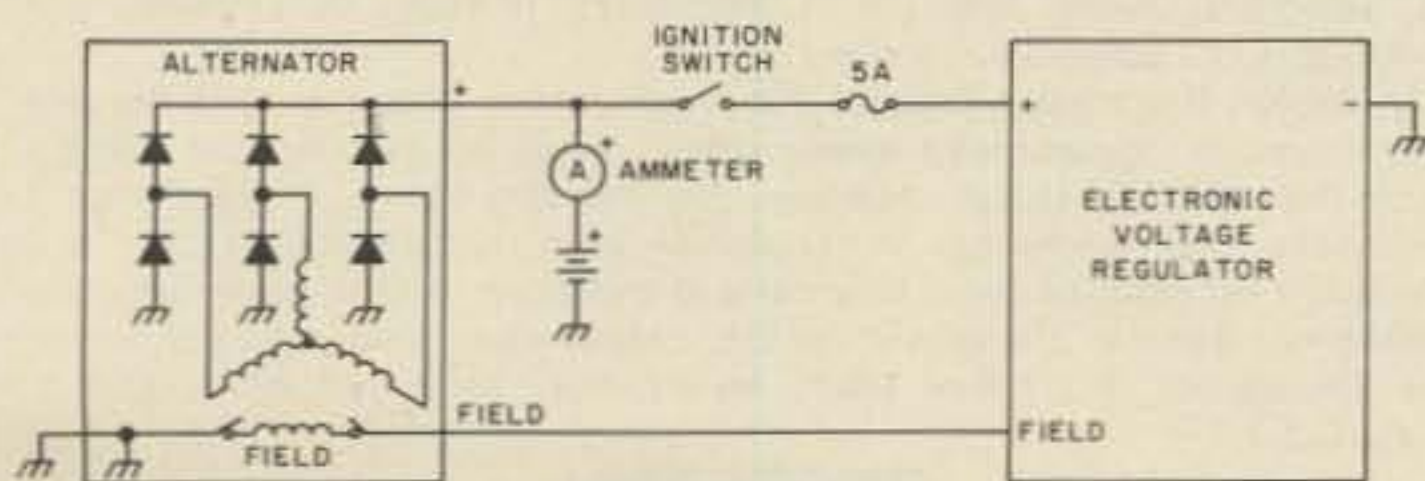 ALTERNATOR
IGNITION
SWITCH
5A
+
+
-
+
A
AMMETER
+
ELECTRONIC
VOLTAGE
REGULATOR
FIELD
FIELD
FIELD